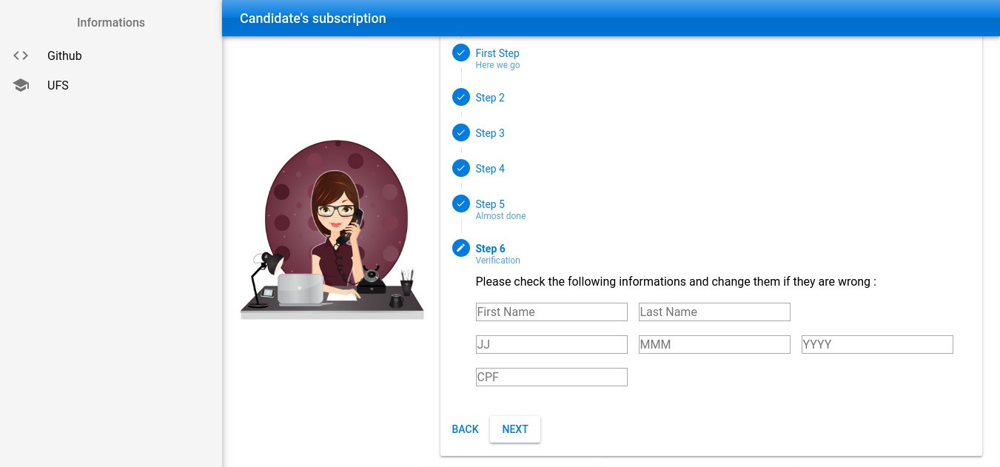 Informations
Github
UFS
Candidate's subscription
First Step
Here we go
Step 2
Step 3
Step 4
Step 5
Almost done
Step 6
Verification
Please check the following informations and change them if they are wrong :
First Name Last Name
JJ MMM YYYY
CPF
BACK NEXT